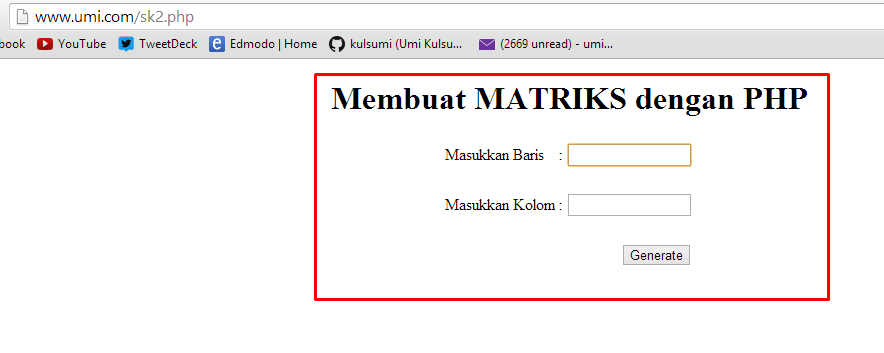 www.umi.com/sk2.php
book YouTube TweetDeck Edmodo | Home kulsumi (Umi Kulsu... (2669 unread) - umi...
Membuat MATRIKS dengan PHP
Masukkan Baris :
Masukkan Kolom :
Generate